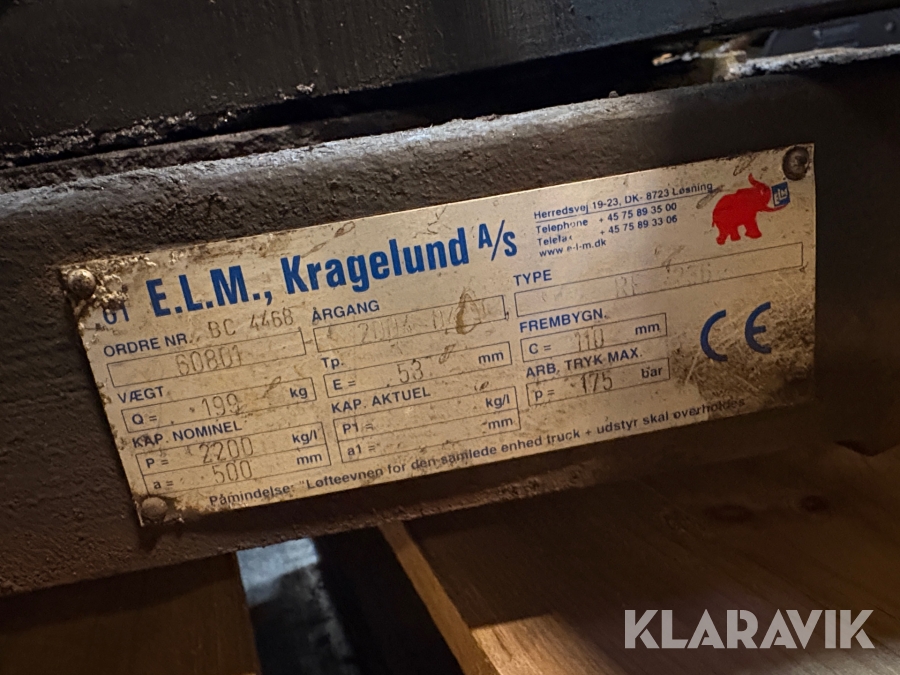 61 E.L.M., Kragelund A/S
Herredsvej 19-23, DK- 8723 Løsning
Telephone + 45 75 89 35 00
Telefax + 45 75 89 33 06
www.e-l-m.dk
ORDRE NR. BC 4468
60801
ÅRGANG
TYPE
VÆGT
Q = 199 kg
Tp.
E = 53 mm
FREMBYGN.
C = 110 mm
KAP. NOMINEL
P = 2200 kg/l
a = 500 mm
KAP. AKTUEL
P1 = kg/l
a1 = mm
ARB. TRYK MAX.
p = 175 bar
CE
Påmindelse: "Løfteevnen for den samlede enhed truck + udstyr skal overholdes
KLARAVIK